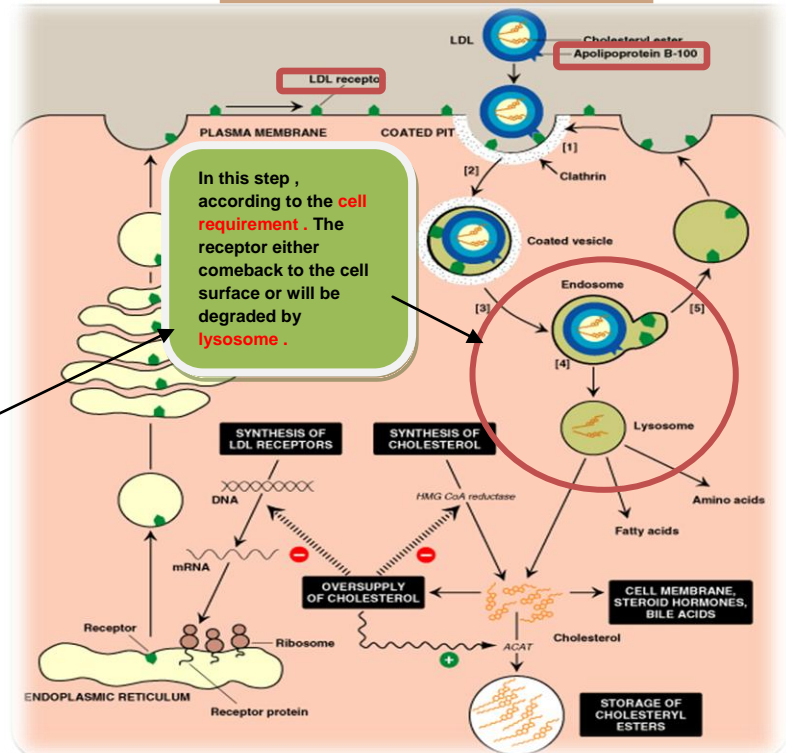 LDL
Cholesteryl ester
Apolipoprotein B-100
LDL recepto
PLASMA MEMBRANE
COATED PIT
[1]
[2]
Clathrin
In this step ,
according to the cell
requirement . The
receptor either
comeback to the cell
surface or will be
degraded by
lysosome .
Coated vesicle
Endosome
[3]
[5]
[4]
Lysosome
SYNTHESIS OF
LDL RECEPTORS
SYNTHESIS OF
CHOLESTEROL
DNA
HMG CoA reductase
Amino acids
Fatty acids
mRNA
OVERSUPPLY
OF CHOLESTEROL
CELL MEMBRANE,
STEROID HORMONES,
BILE ACIDS
Receptor
Ribosome
Cholesterol
ACAT
ENDOPLASMIC RETICULUM
Receptor protein
STORAGE OF
CHOLESTERYL
ESTERS